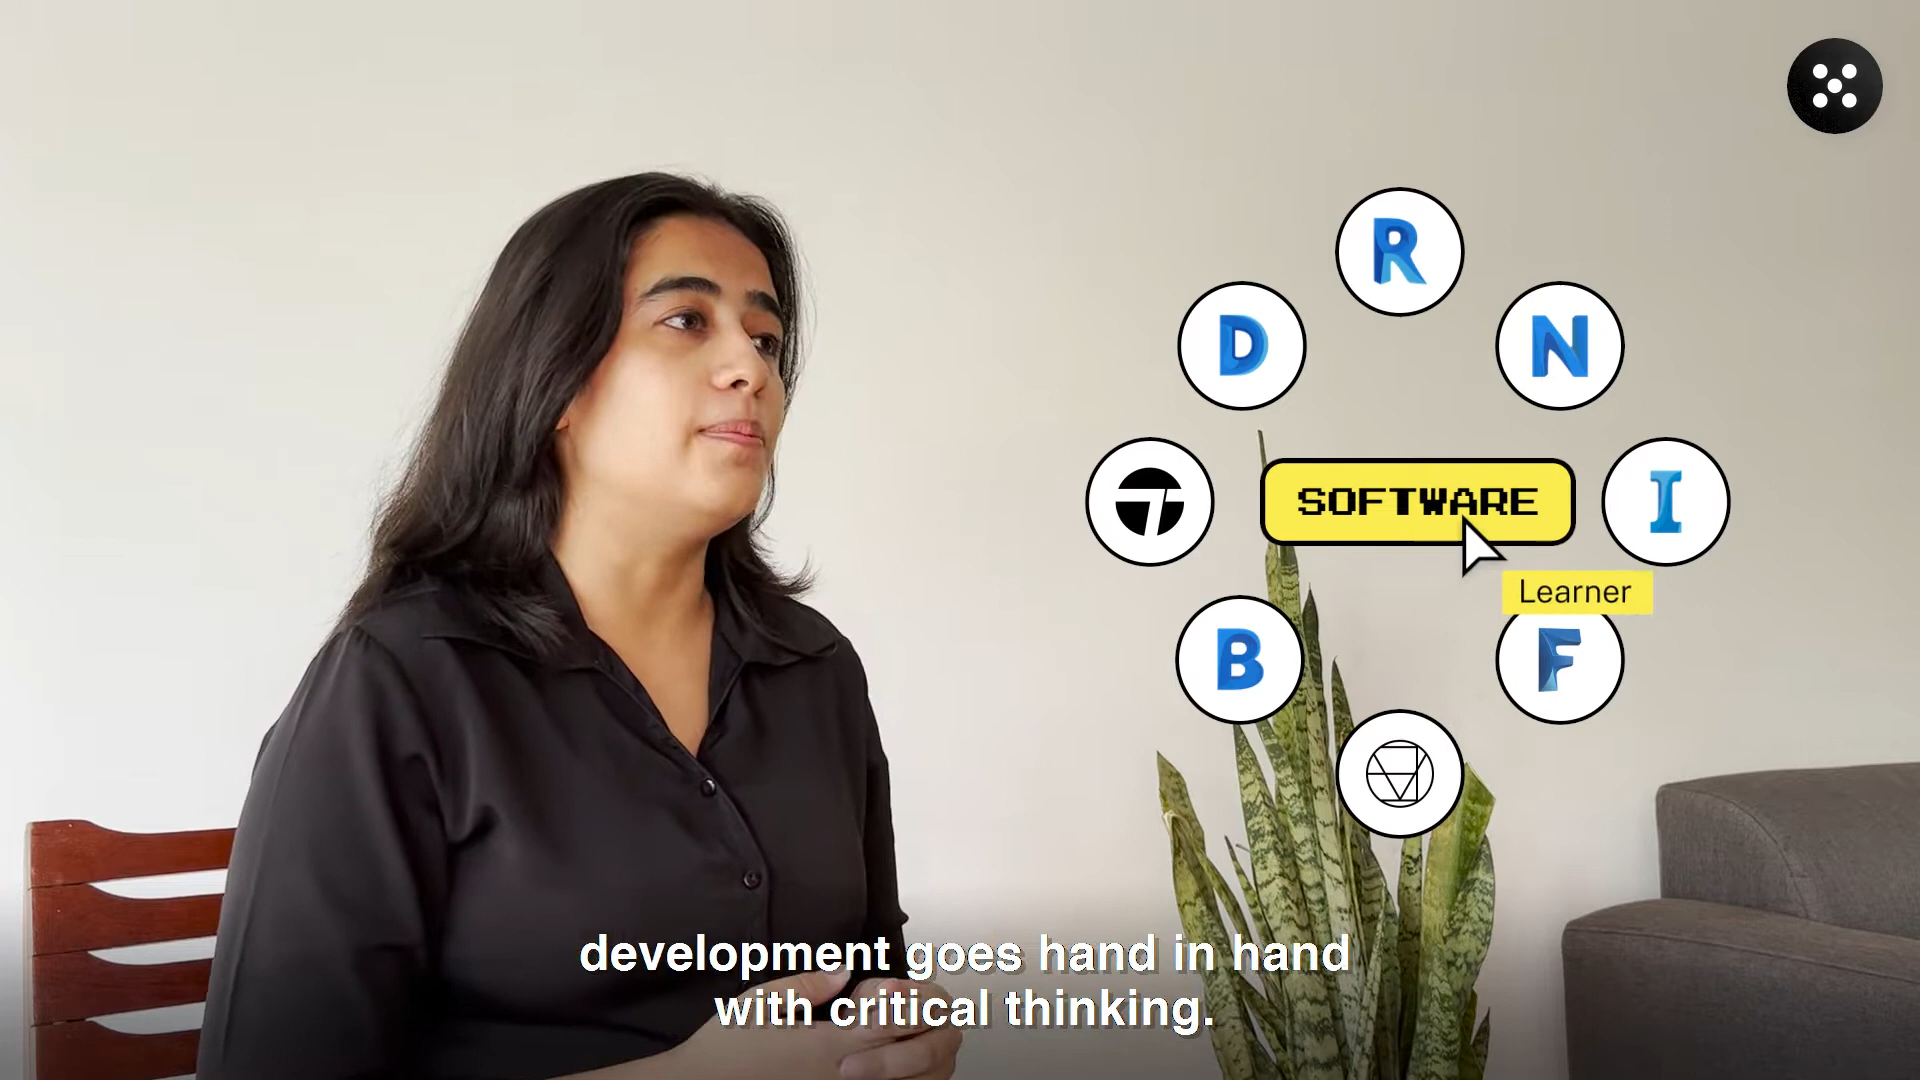 R
D
N
SOFTWARE
I
Learner
B
F
development goes hand in hand
with critical thinking.